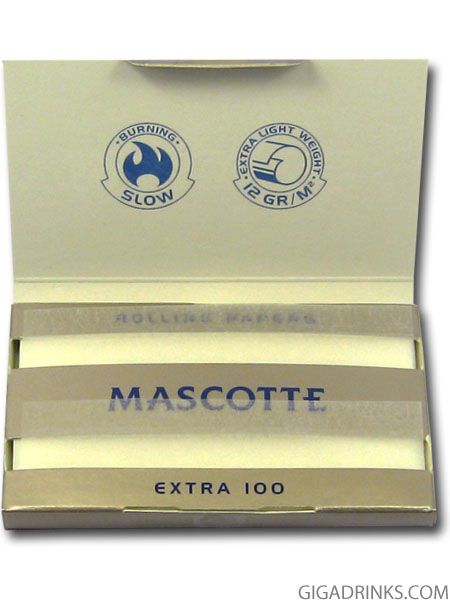 BURNING
SLOW
EXTRA LIGHT WEIGHT
12 GR/M²
ROLLING PAPERS
MASCOTTE
EXTRA 100
GIGADRINKS.COM